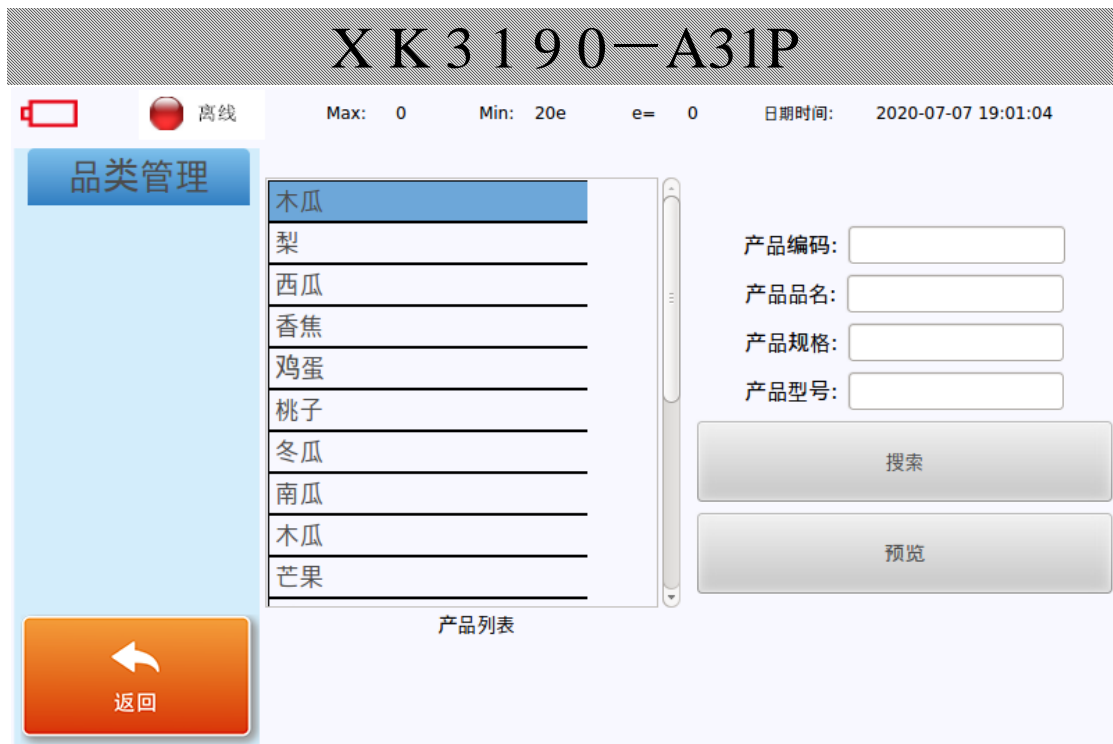 XK3190—A31P
离线 Max: 0 Min: 20e e= 0 日期时间: 2020-07-07 19:01:04
品类管理
木瓜
梨
西瓜
香焦
鸡蛋
桃子
冬瓜
南瓜
木瓜
芒果
产品列表
产品编码:
产品品名:
产品规格:
产品型号:
搜索
预览
返回